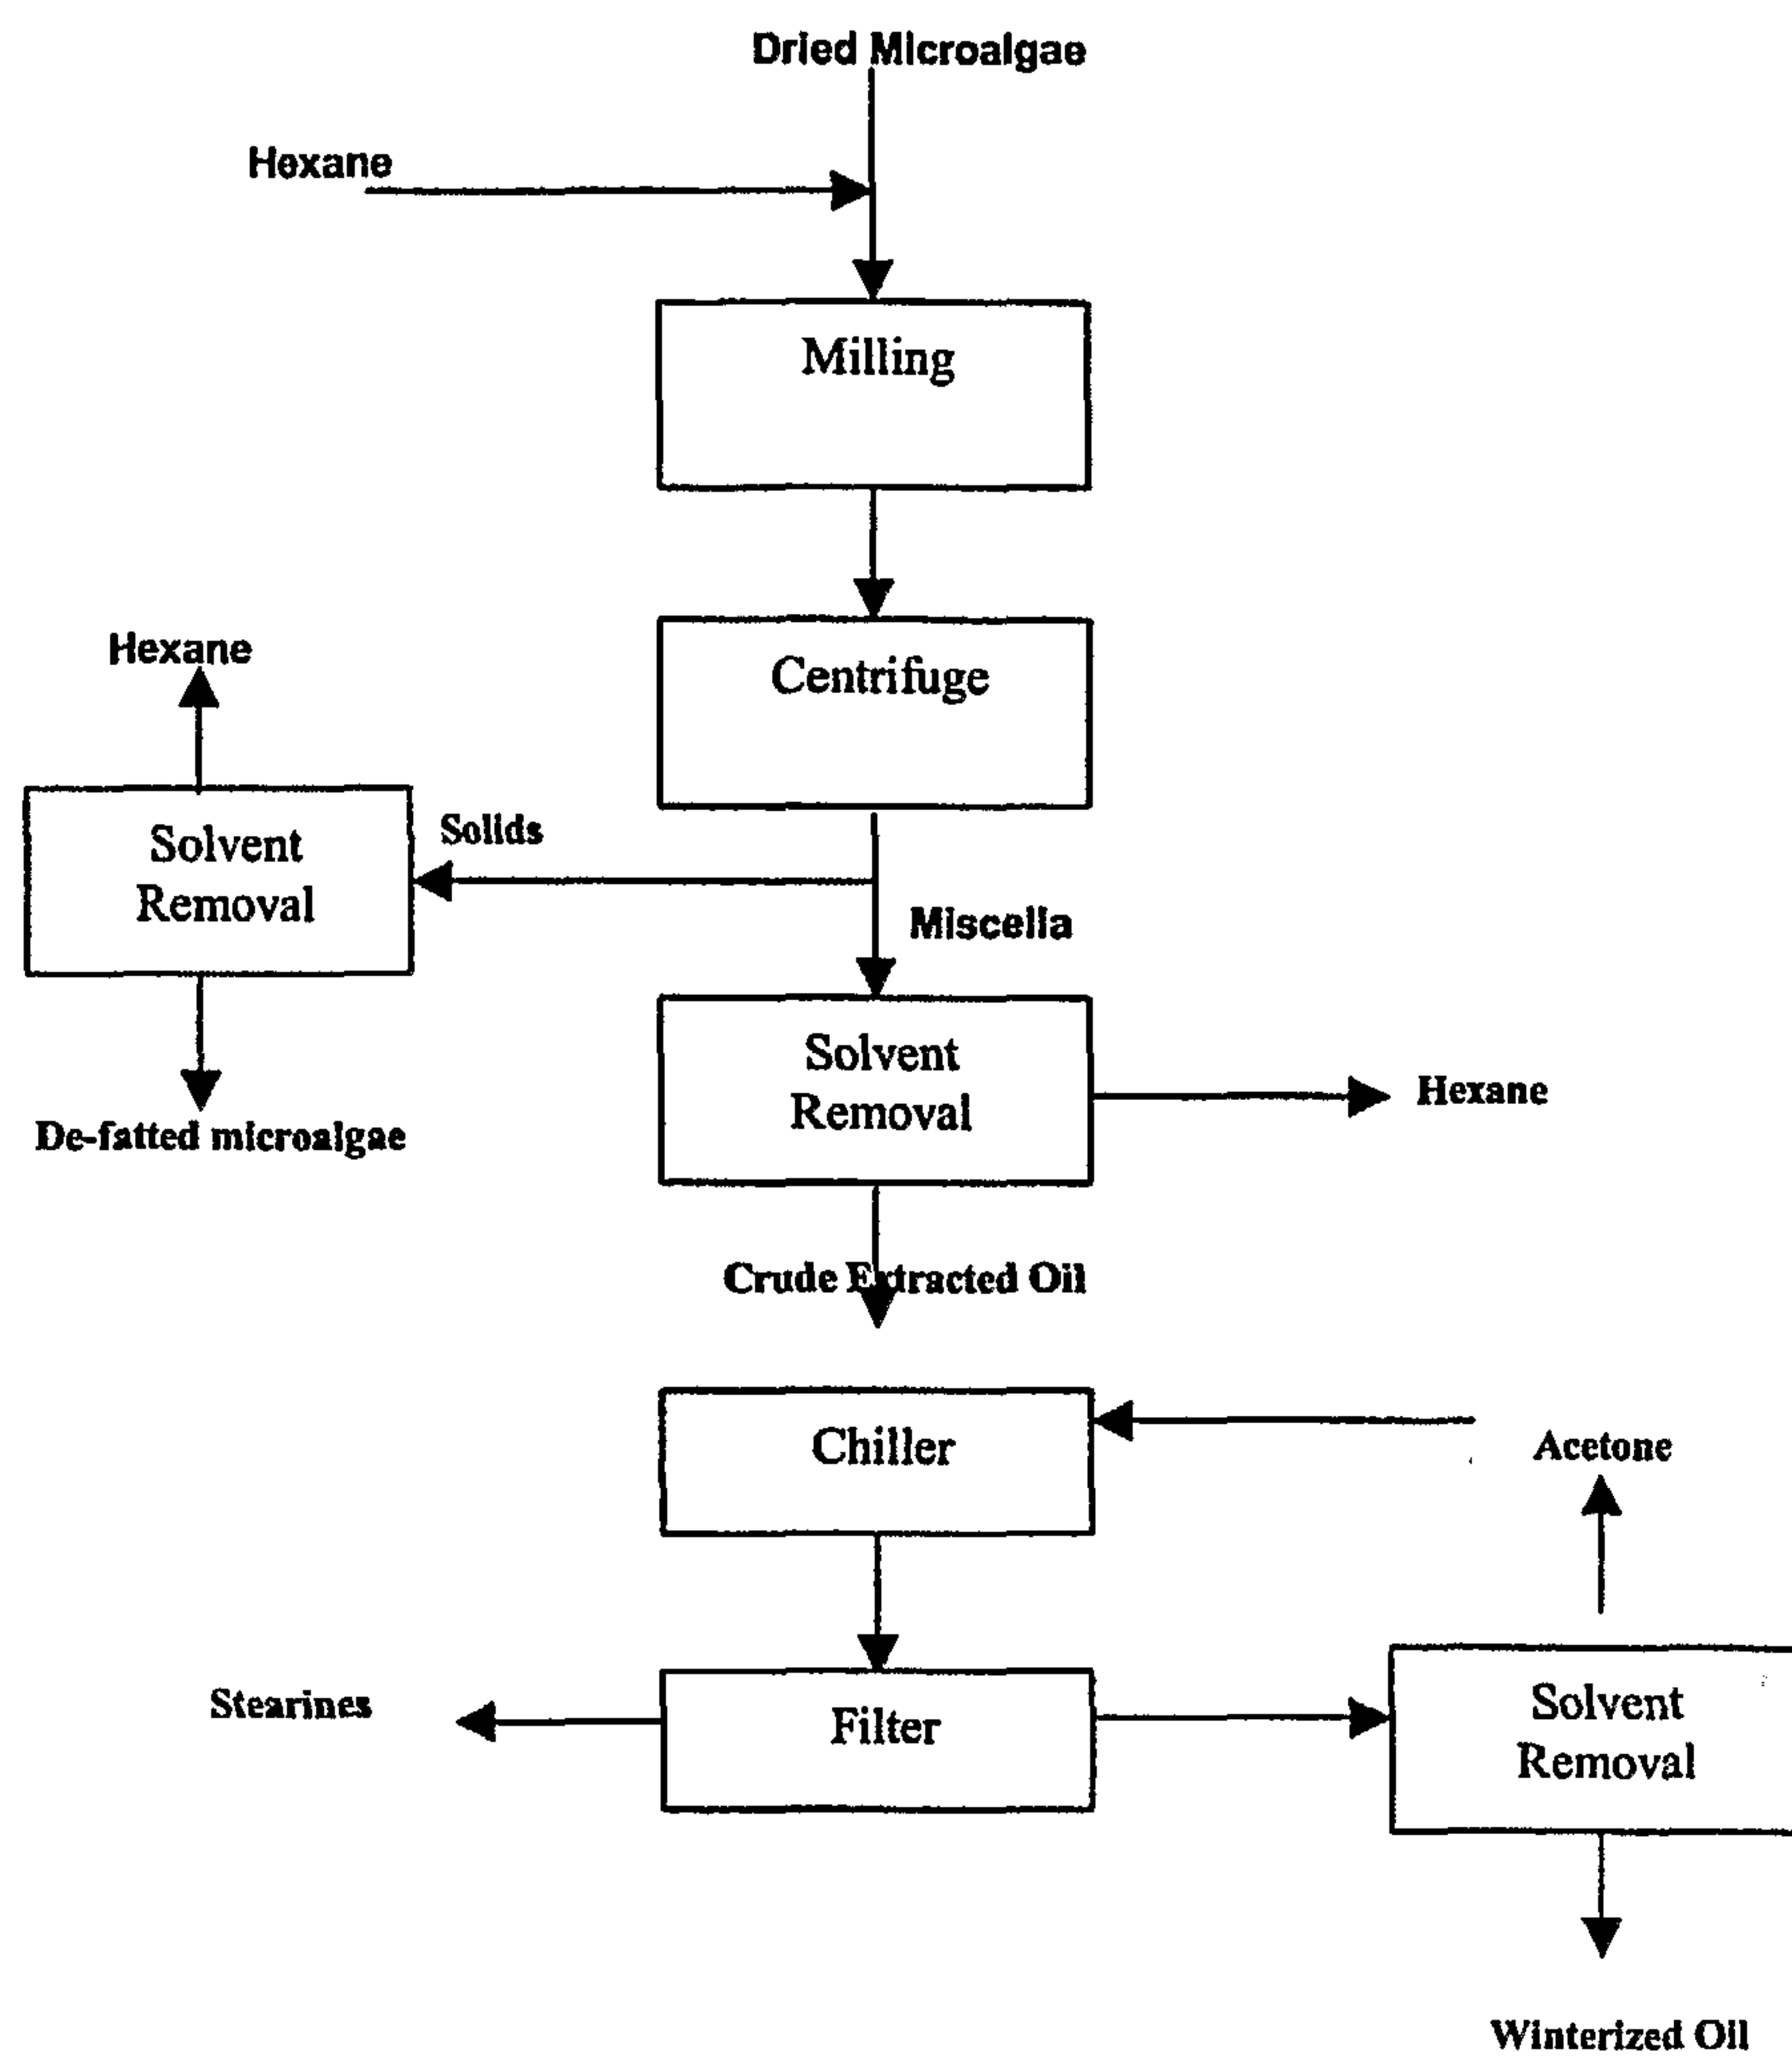 Dried Microalgae
Hexane
Milling
Centrifuge
Hexane
Solvent
Removal
Solids
Miscella
Solvent
Removal
Hexane
De-fatted microalgae
Crude Extracted Oil
Chiller
Acetone
Stearines
Filter
Solvent
Removal
Winterized Oil